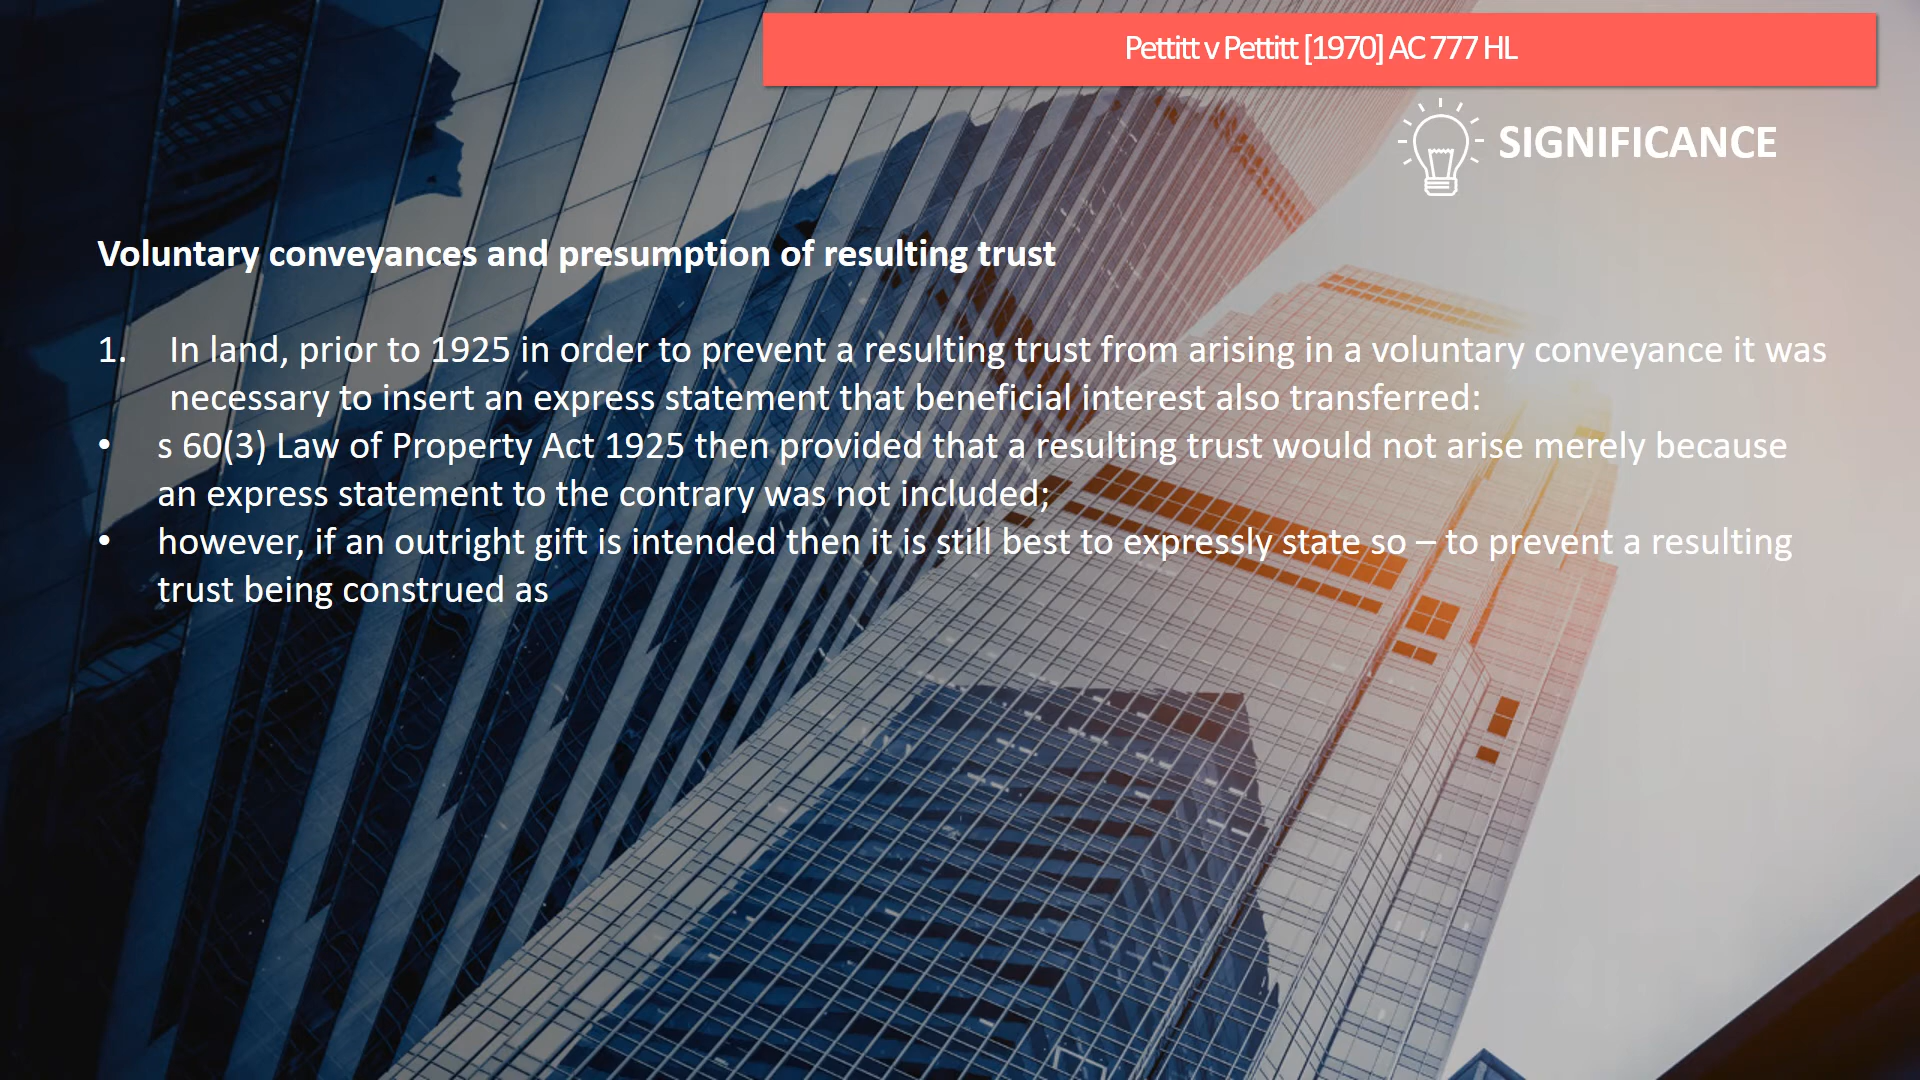 Pettitt v Pettitt [1970] AC 777 HL
SIGNIFICANCE
Voluntary conveyances and presumption of resulting trust
1. In land, prior to 1925 in order to prevent a resulting trust from arising in a voluntary conveyance it was
necessary to insert an express statement that beneficial interest also transferred:
• s 60(3) Law of Property Act 1925 then provided that a resulting trust would not arise merely because
an express statement to the contrary was not included;
• however, if an outright gift is intended then it is still best to expressly state so – to prevent a resulting
trust being construed as